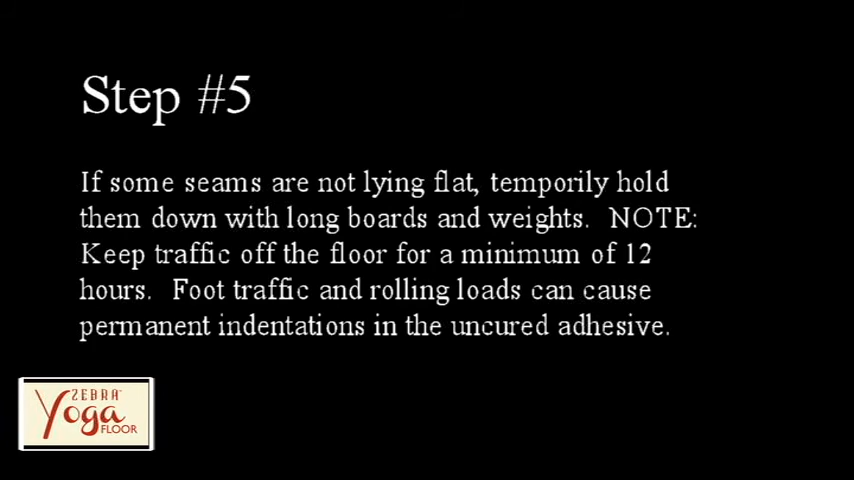 Step #5
If some seams are not lying flat, temporily hold
them down with long boards and weights. NOTE:
Keep traffic off the floor for a minimum of 12
hours. Foot traffic and rolling loads can cause
permanent indentations in the uncured adhesive.
ZEBRA
Yoga
FLOOR